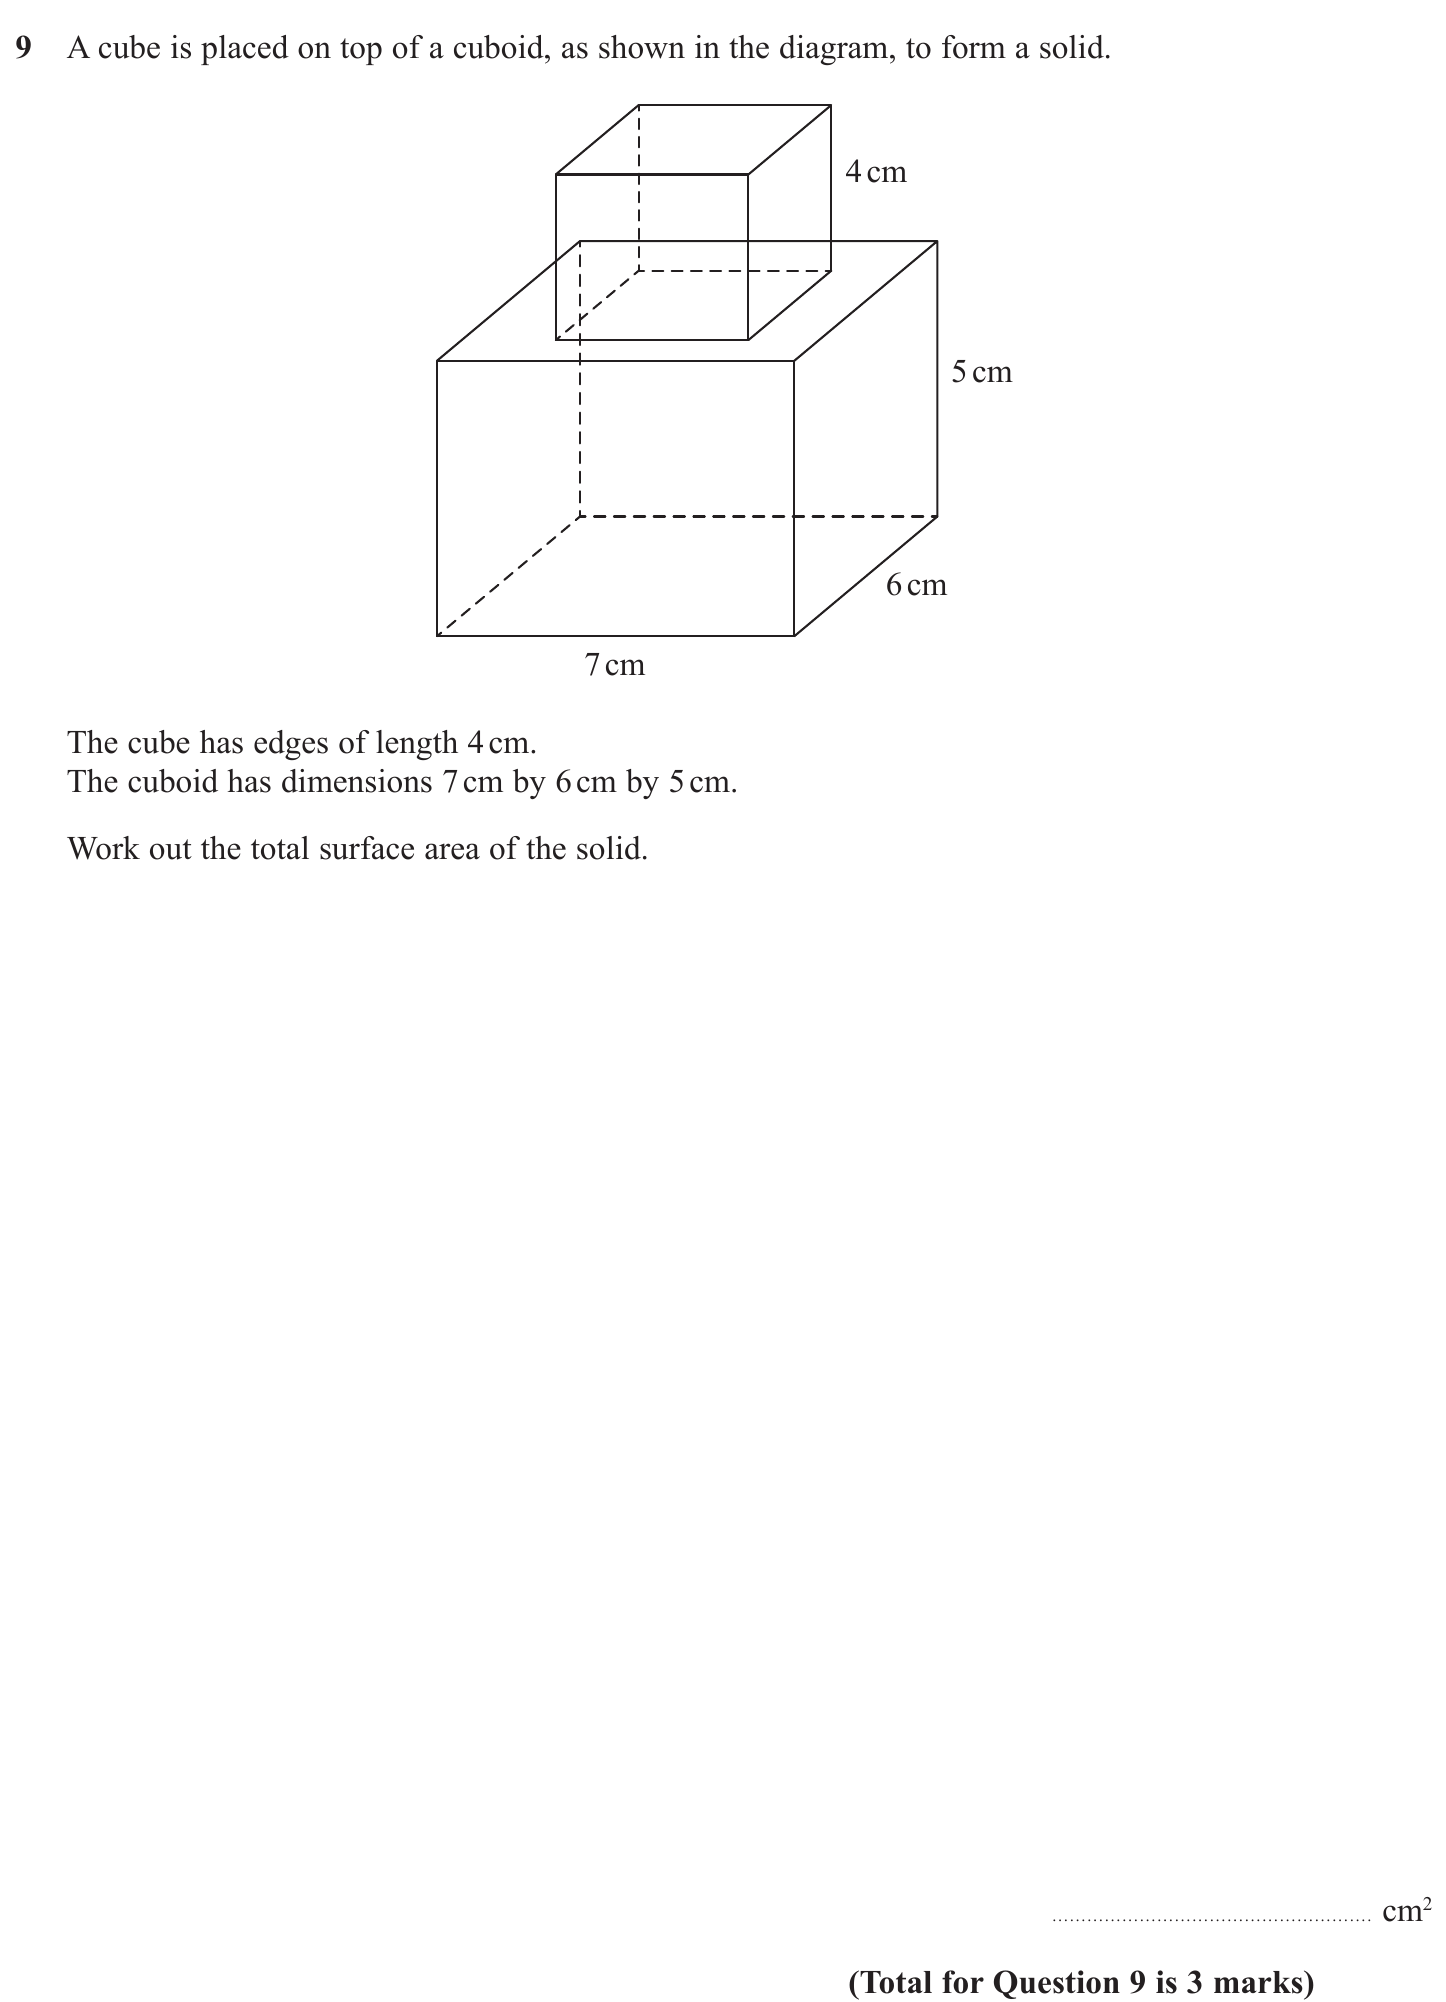 9 A cube is placed on top of a cuboid, as shown in the diagram, to form a solid.
4 cm
5 cm
6 cm
7 cm
The cube has edges of length 4 cm.
The cuboid has dimensions 7 cm by 6 cm by 5 cm.
Work out the total surface area of the solid.
....................................................... cm²
(Total for Question 9 is 3 marks)